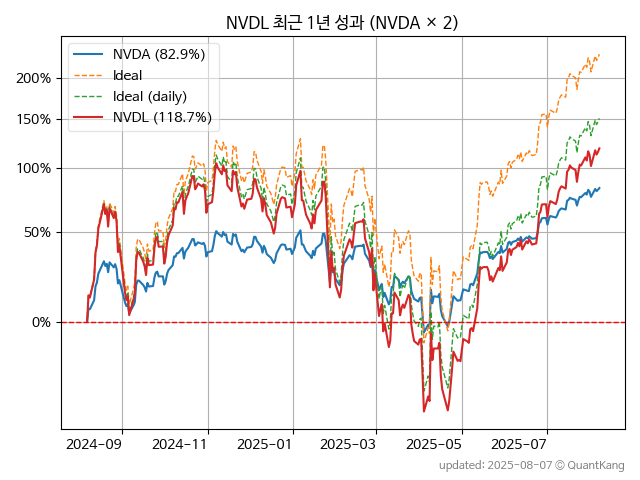 NVDL 최근 1년 성과 (NVDA × 2)
NVDA (82.9%)
Ideal
Ideal (daily)
NVDL (118.7%)
200%
150%
100%
50%
0%
2024-09
2024-11
2025-01
2025-03
2025-05
2025-07
updated: 2025-08-07 © QuantKang